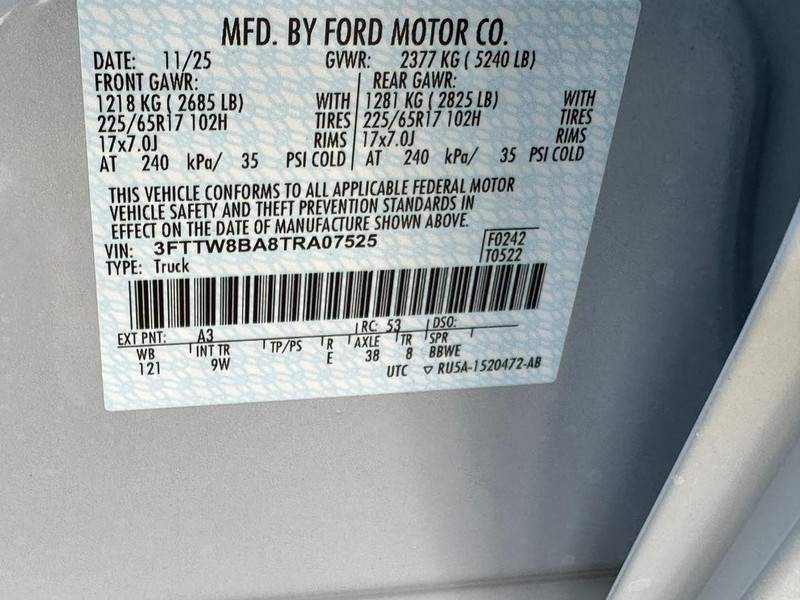 MFD. BY FORD MOTOR CO.
DATE: 11/25 GVWR: 2377 KG ( 5240 LB)
FRONT GAWR: REAR GAWR:
1218 KG ( 2685 LB) WITH 1281 KG ( 2825 LB) WITH
225/65R17 102H TIRES 225/65R17 102H TIRES
17x7.0J RIMS 17x7.0J RIMS
AT 240 kPa/ 35 PSI COLD AT 240 kPa/ 35 PSI COLD
THIS VEHICLE CONFORMS TO ALL APPLICABLE FEDERAL MOTOR
VEHICLE SAFETY AND THEFT PREVENTION STANDARDS IN
EFFECT ON THE DATE OF MANUFACTURE SHOWN ABOVE.
VIN: 3FTTW8BA8TRA07525 F0242
TYPE: Truck T0522
EXT PNT: A3 RC: 53 DSO:
WB INT TR TP/PS R AXLE TR SPR
121 9W E 38 8 BBWE
UTC ▽ RU5A-1520472-AB